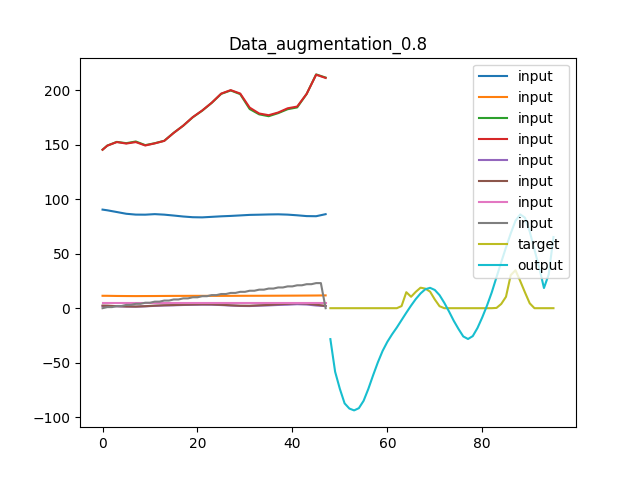 Data_augmentation_0.8
200
150
100
50
0
−50
−100
0
20
40
60
80
input
input
input
input
input
input
input
input
target
output